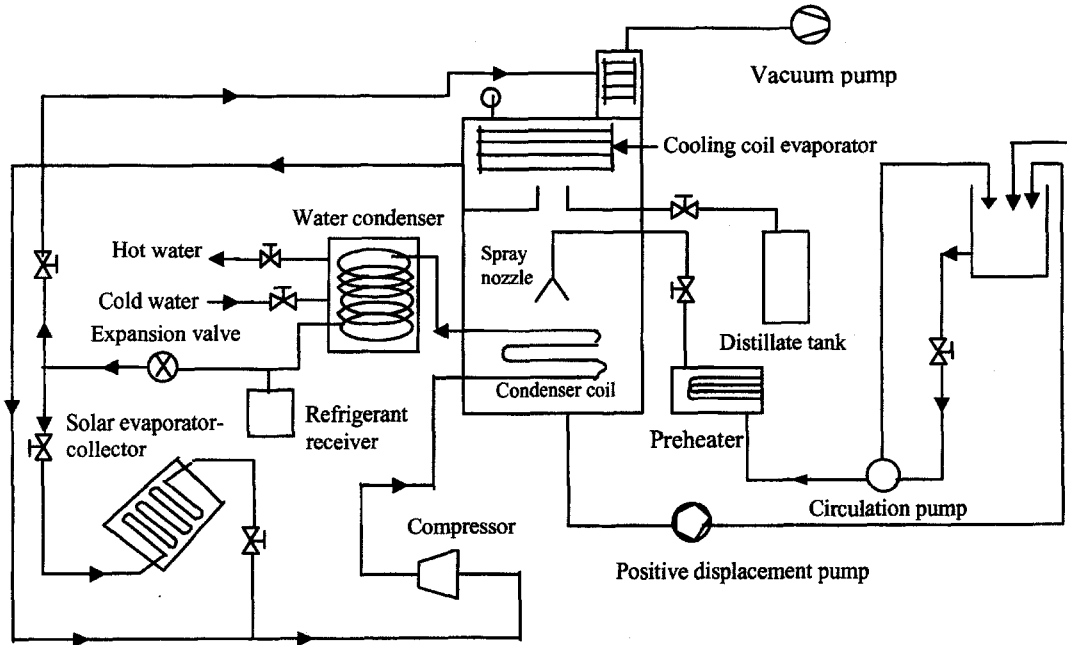 Vacuum pump
Cooling coil evaporator
Water condenser
Hot water
Spray
nozzle
Cold water
Expansion valve
Distillate tank
Condenser coil
Solar evaporator-
collector
Refrigerant
receiver
Preheater
Circulation pump
Compressor
Positive displacement pump